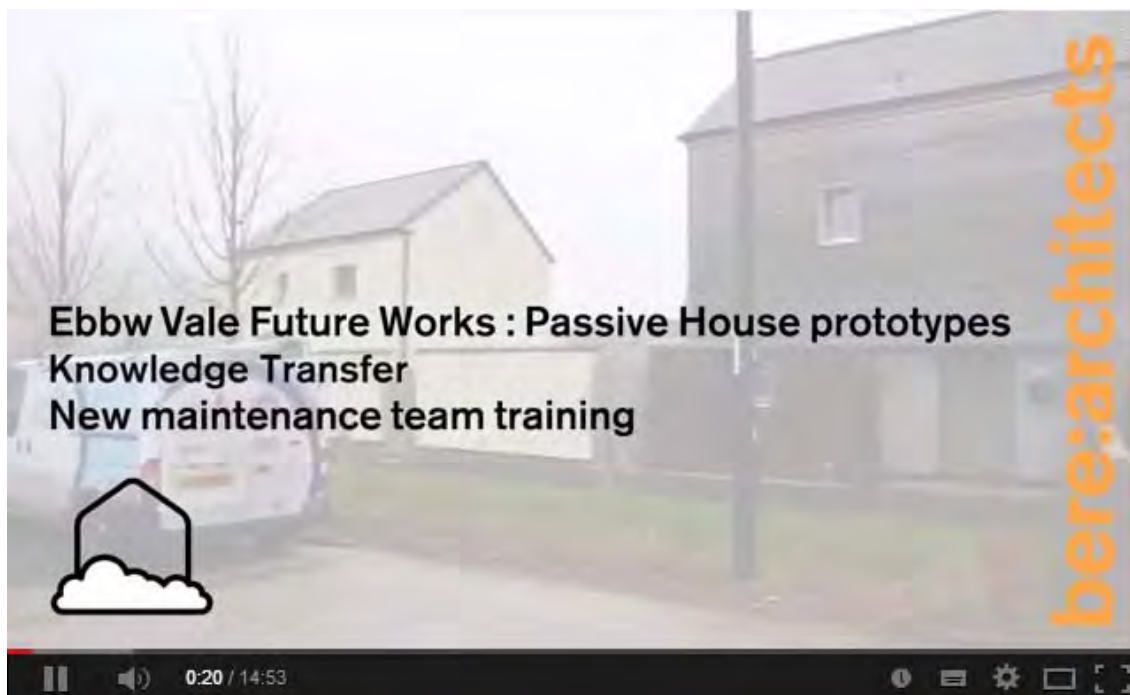 Ebbw Vale Future Works : Passive House prototypes
Knowledge Transfer
New maintenance team training
bere:architects
0:20 / 14:53